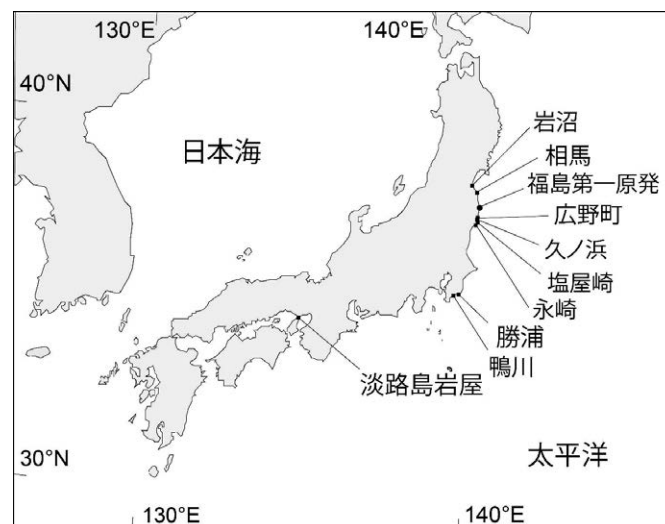 130°E
140°E
40°N
日本海
岩沼
相馬
福島第一原発
広野町
久ノ浜
塩屋崎
永崎
勝浦
鴨川
淡路島岩屋
太平洋
30°N
130°E
140°E